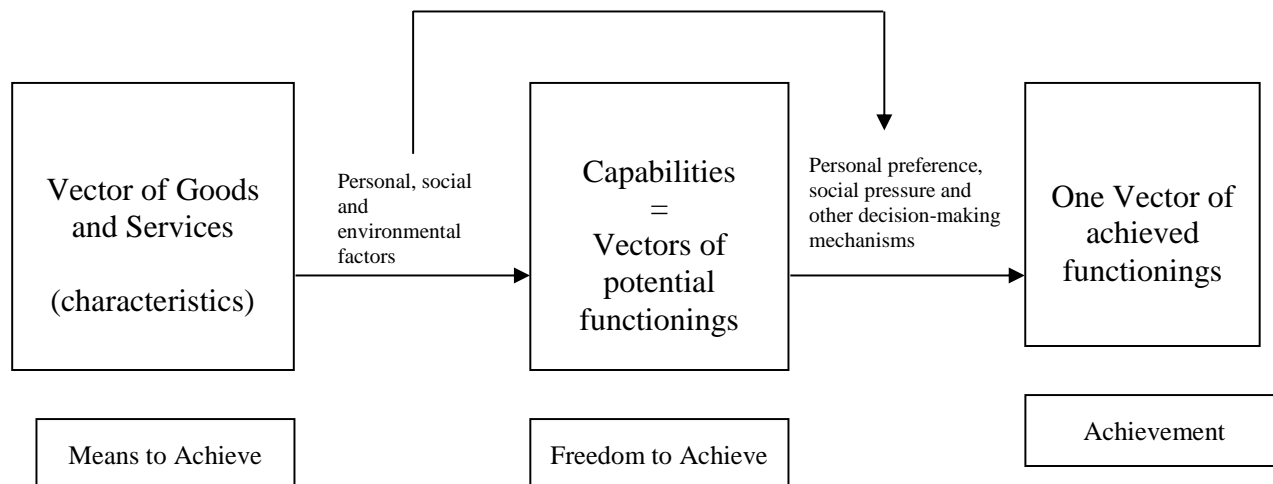 Vector of Goods
and Services
(characteristics)
Personal, social
and
environmental
factors
Capabilities
=
Vectors of
potential
functionings
Personal preference,
social pressure and
other decision-making
mechanisms
One Vector of
achieved
functionings
Means to Achieve
Freedom to Achieve
Achievement